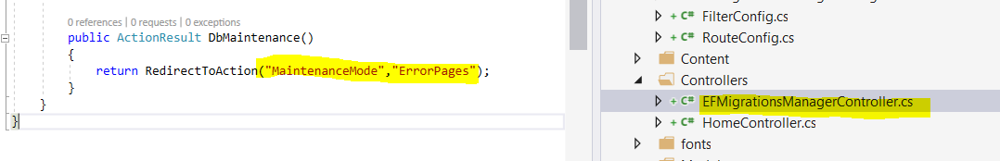 0 references | 0 requests | 0 exceptions
public ActionResult DbMaintenance()
{
return RedirectToAction("MaintenanceMode","ErrorPages");
}
}
}
FilterConfig.cs
RouteConfig.cs
Content
Controllers
EFMigrationsManagerController.cs
HomeController.cs
fonts